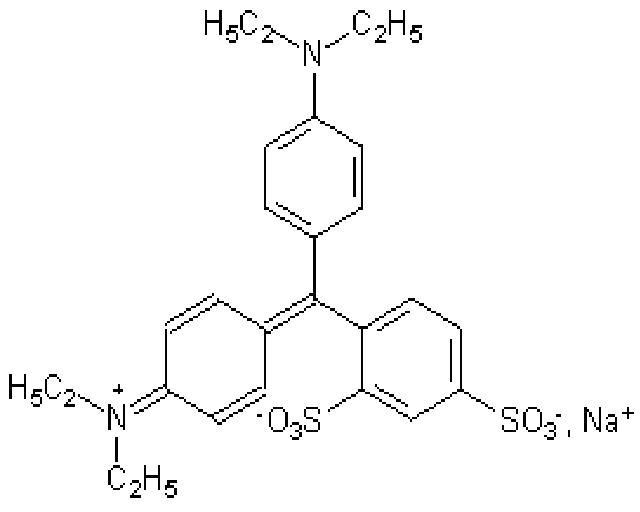 H₅C₂ C₂H₅
N
H₅C₂ +
N
⁻O₃S SO₃⁻, Na⁺
C₂H₅